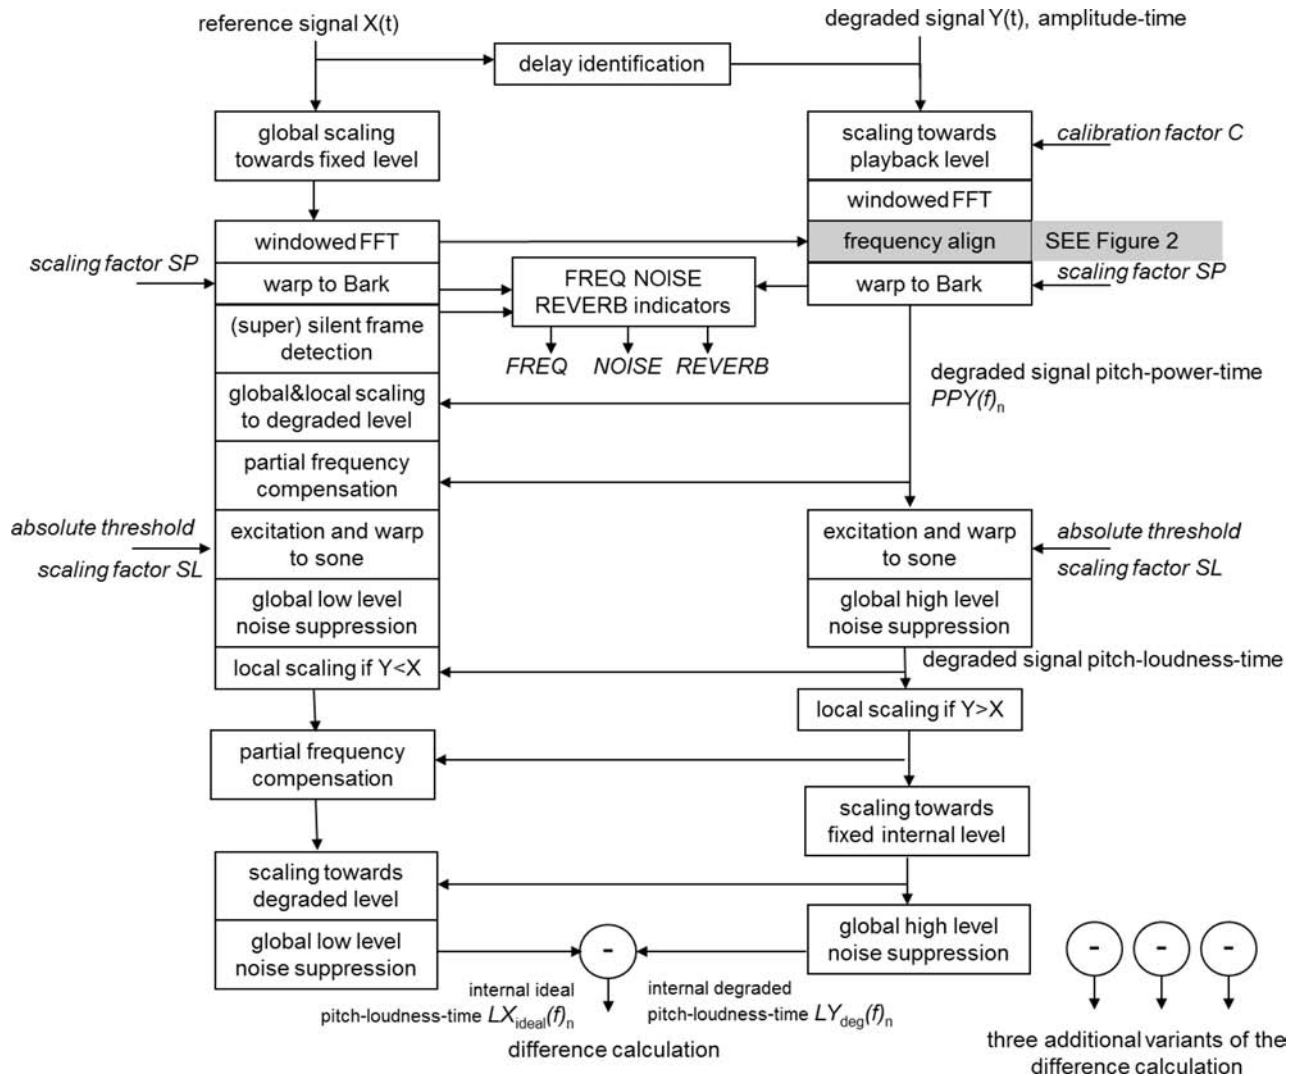 reference signal X(t)
degraded signal Y(t), amplitude-time
delay identification
global scaling
towards fixed level
scaling towards
playback level
calibration factor C
windowed FFT
windowed FFT
frequency align
SEE Figure 2
scaling factor SP
warp to Bark
FREQ NOISE
REVERB indicators
warp to Bark
scaling factor SP
(super) silent frame
detection
FREQ NOISE REVERB
global&local scaling
to degraded level
degraded signal pitch-power-time
PPY(f)n
partial frequency
compensation
absolute threshold
scaling factor SL
excitation and warp
to sone
excitation and warp
to sone
absolute threshold
scaling factor SL
global low level
noise suppression
global high level
noise suppression
local scaling if Y<X
degraded signal pitch-loudness-time
local scaling if Y>X
partial frequency
compensation
scaling towards
fixed internal level
scaling towards
degraded level
global low level
noise suppression
-
global high level
noise suppression
- - -
internal ideal
pitch-loudness-time LXideal(f)n
internal degraded
pitch-loudness-time LYdeg(f)n
difference calculation
three additional variants of the
difference calculation